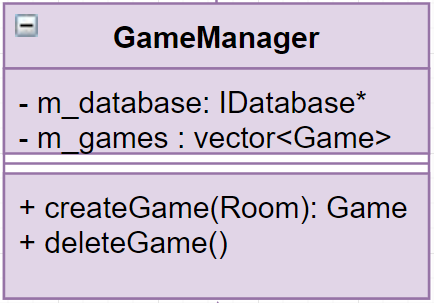 GameManager
- m_database: IDatabase*
- m_games : vector<Game>
+ createGame(Room): Game
+ deleteGame()